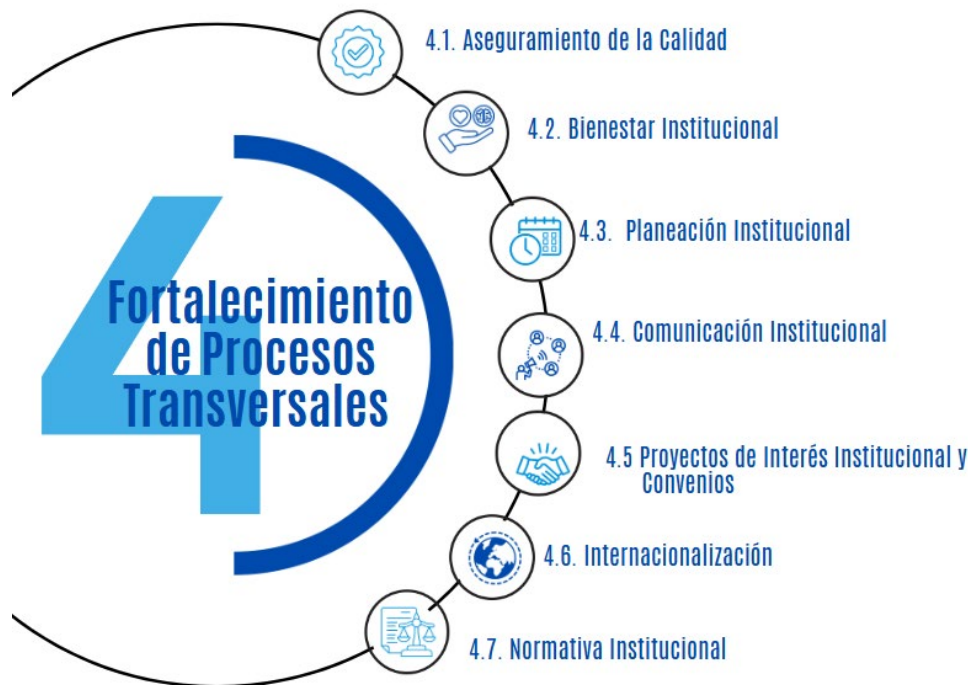 4
Fortalecimiento
de Procesos
Transversales
4.1. Aseguramiento de la Calidad
4.2. Bienestar Institucional
4.3. Planeación Institucional
4.4. Comunicación Institucional
4.5 Proyectos de Interés Institucional y
Convenios
4.6. Internacionalización
4.7. Normativa Institucional